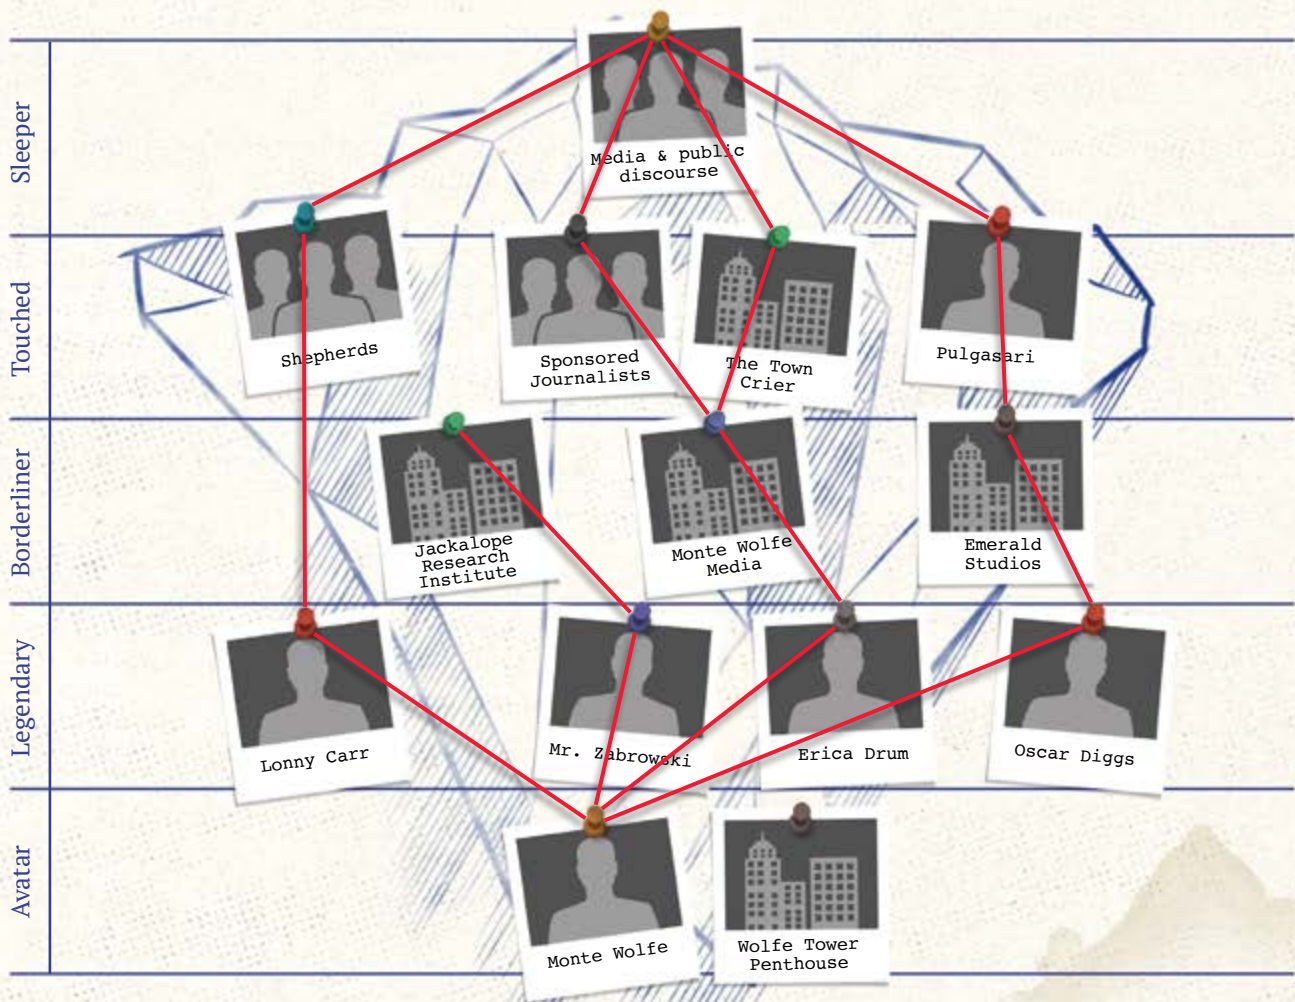 Sleeper
Media & public
discourse
Touched
Shepherds
Sponsored
Journalists
The Town
Crier
Pulgasari
Borderliner
Jackalope
Research
Institute
Monte Wolfe
Media
Emerald
Studios
Legendary
Lonny Carr
Mr. Zabrowski
Erica Drum
Oscar Diggs
Avatar
Monte Wolfe
Wolfe Tower
Penthouse